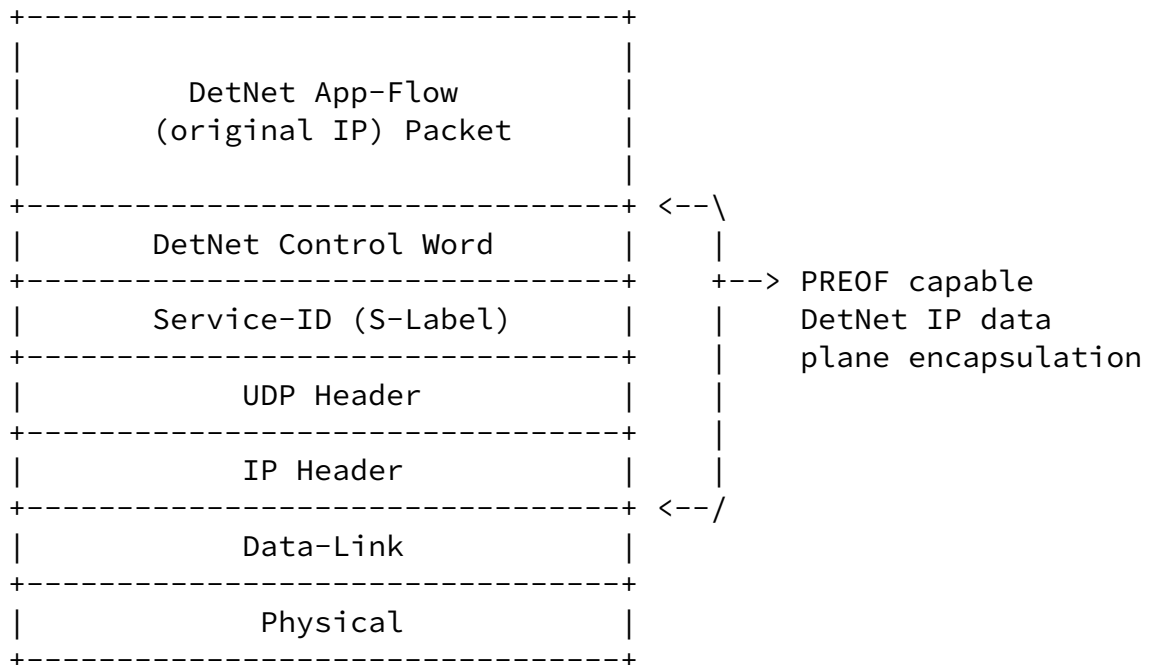 +---------------------------------+
|                                 |
|         DetNet App-Flow         |
|       (original IP) Packet      |
|                                 |
+---------------------------------+ <--\
|       DetNet Control Word       |    |
+---------------------------------+    +--> PREOF capable
|       Service-ID (S-Label)      |    |    DetNet IP data
+---------------------------------+    |    plane encapsulation
|            UDP Header           |    |
+---------------------------------+    |
|            IP Header            |    |
+---------------------------------+ <--/
|            Data-Link            |
+---------------------------------+
|             Physical            |
+---------------------------------+